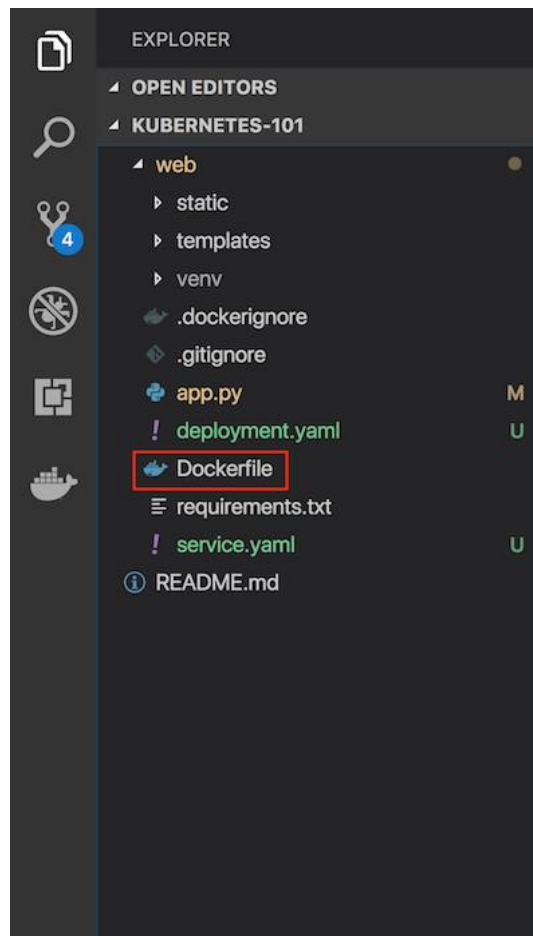 EXPLORER
OPEN EDITORS
KUBERNETES-101
web
static
templates
4
venv
.dockerignore
.gitignore
app.py M
! deployment.yaml U
Dockerfile
requirements.txt
! service.yaml U
README.md